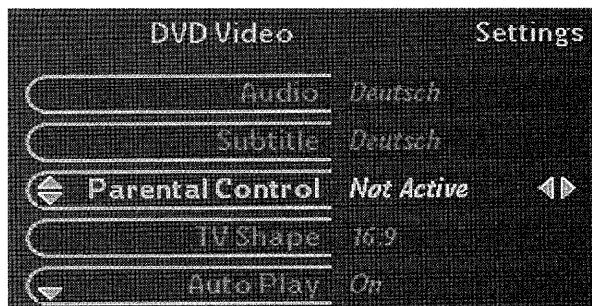 DVD Video Settings
Audio Deutsch
Subtitle Deutsch
Parental Control Not Active
TV Shape 16:9
Auto Play On